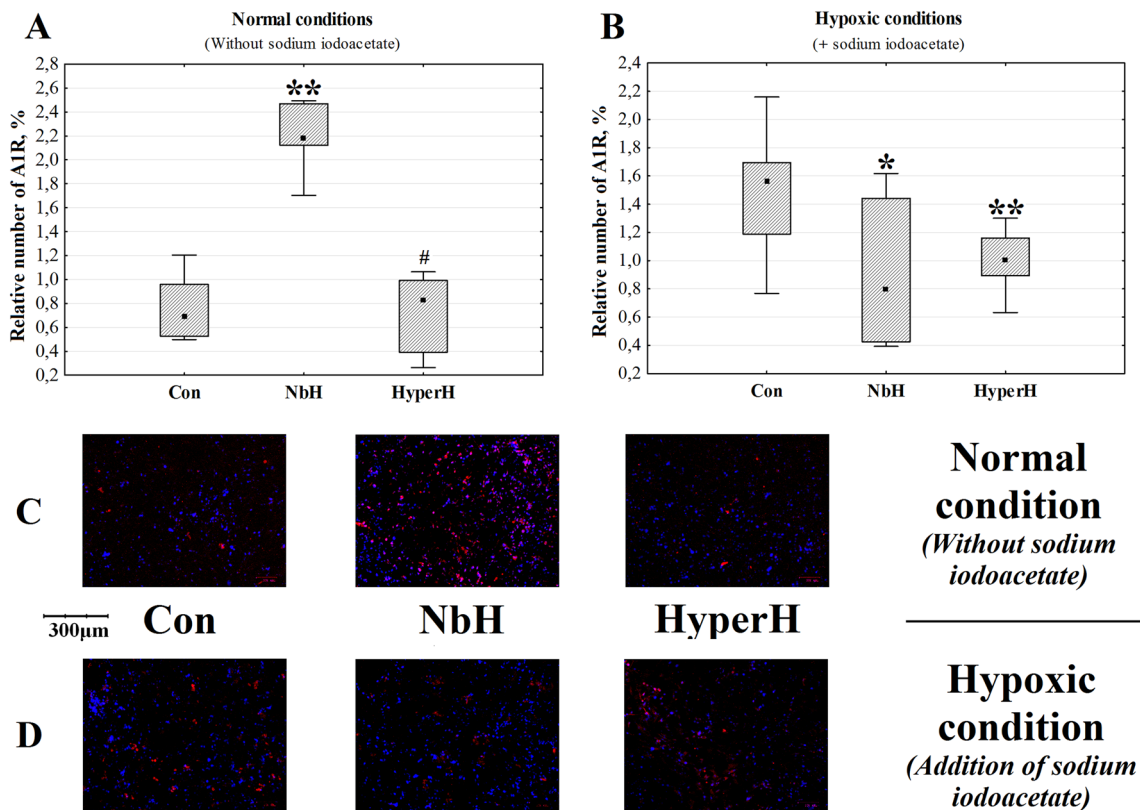 A
Normal conditions
(Without sodium iodoacetate)
Relative number of A1R, %
2,8
2,6
2,4
2,2
2,0
1,8
1,6
1,4
1,2
1,0
0,8
0,6
0,4
0,2
**
#
Con
NbH
HyperH
B
Hypoxic conditions
(+ sodium iodoacetate)
Relative number of A1R, %
2,4
2,2
2,0
1,8
1,6
1,4
1,2
1,0
0,8
0,6
0,4
0,2
*
**
Con
NbH
HyperH
C
Normal
condition
(Without sodium
iodoacetate)
300μm
Con
NbH
HyperH
D
Hypoxic
condition
(Addition of sodium
iodoacetate)